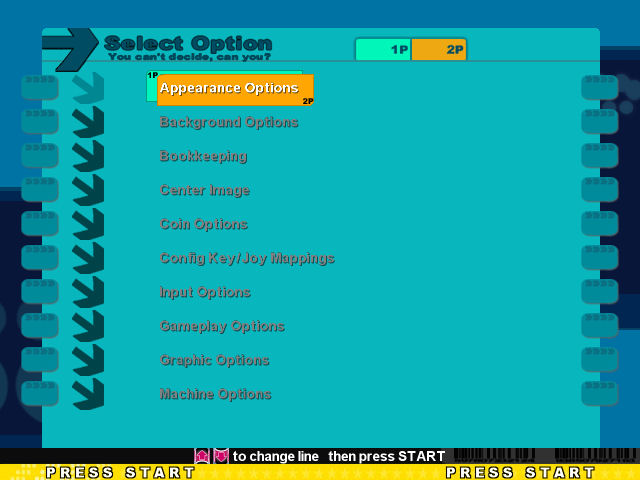 Select Option
You can't decide, can you?
1P 2P
1P
Appearance Options
2P
Background Options
Bookkeeping
Center Image
Coin Options
Config Key/Joy Mappings
Input Options
Gameplay Options
Graphic Options
Machine Options
to change line then press START
PRESS START PRESS START